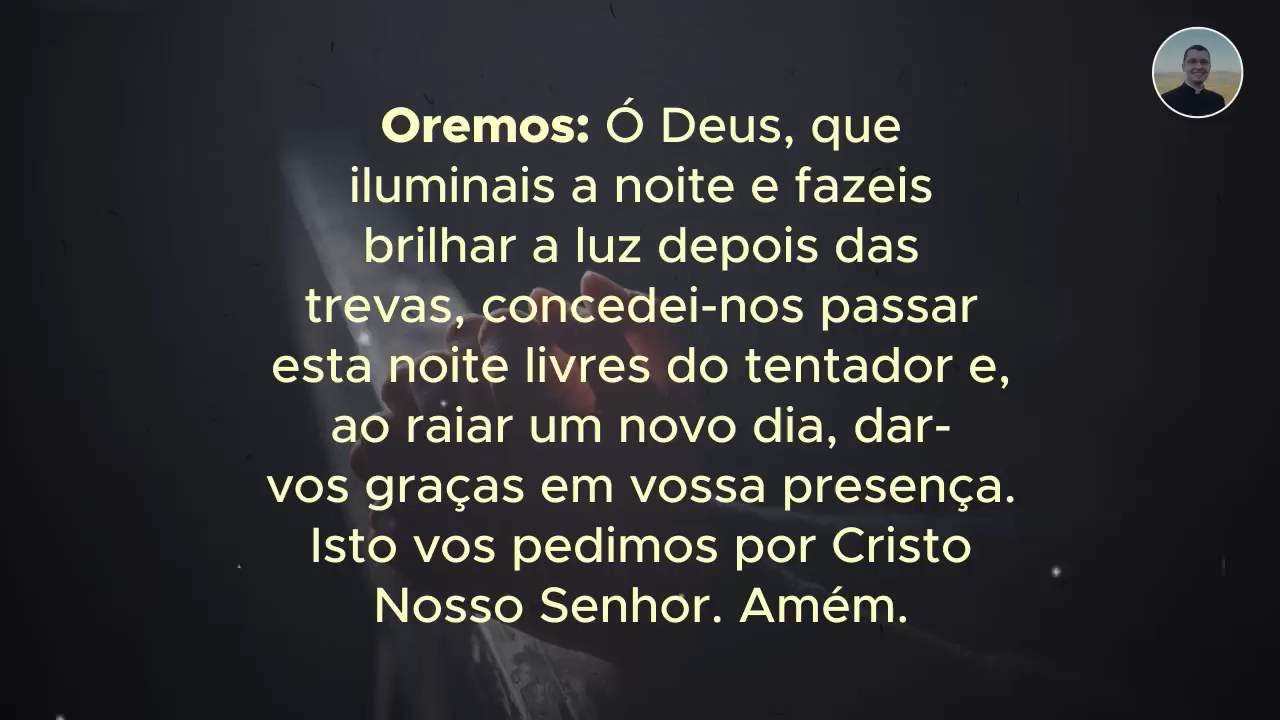 Oremos: Ó Deus, que
iluminais a noite e fazeis
brilhar a luz depois das
trevas, concedei-nos passar
esta noite livres do tentador e,
ao raiar um novo dia, dar-
vos graças em vossa presença.
Isto vos pedimos por Cristo
Nosso Senhor. Amém.